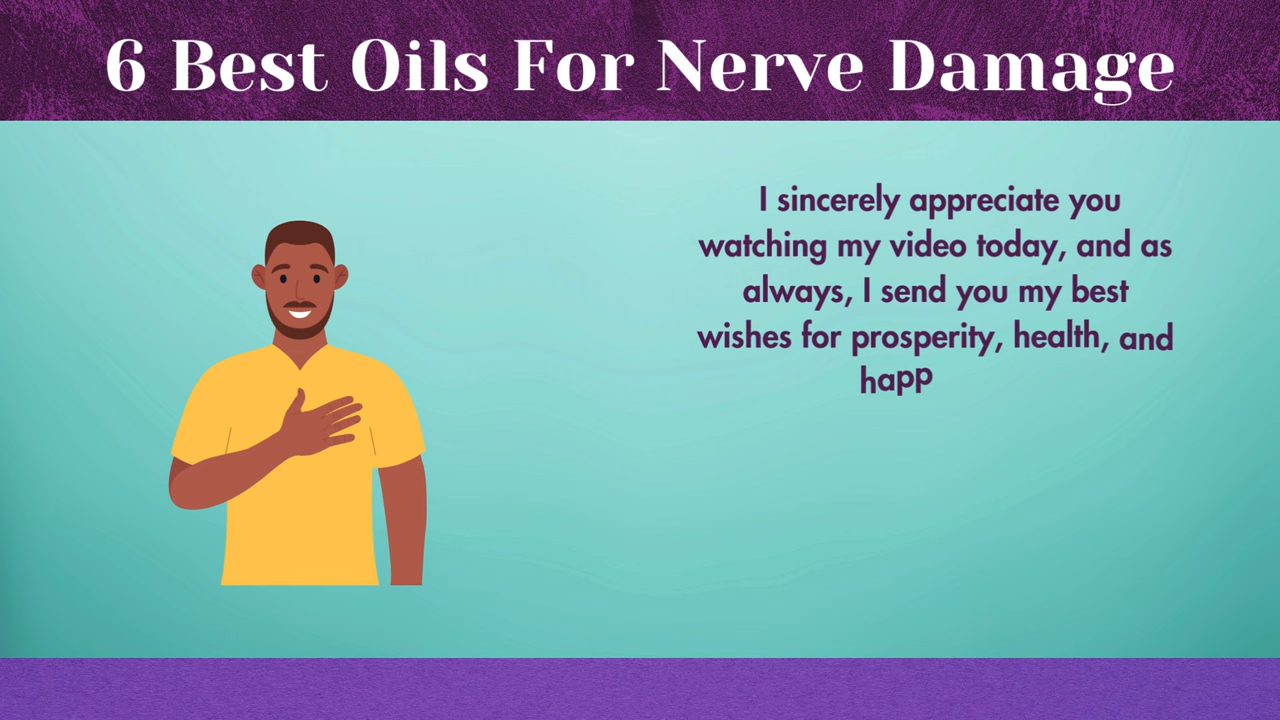 6 Best Oils For Nerve Damage
I sincerely appreciate you
watching my video today, and as
always, I send you my best
wishes for prosperity, health, and
happ